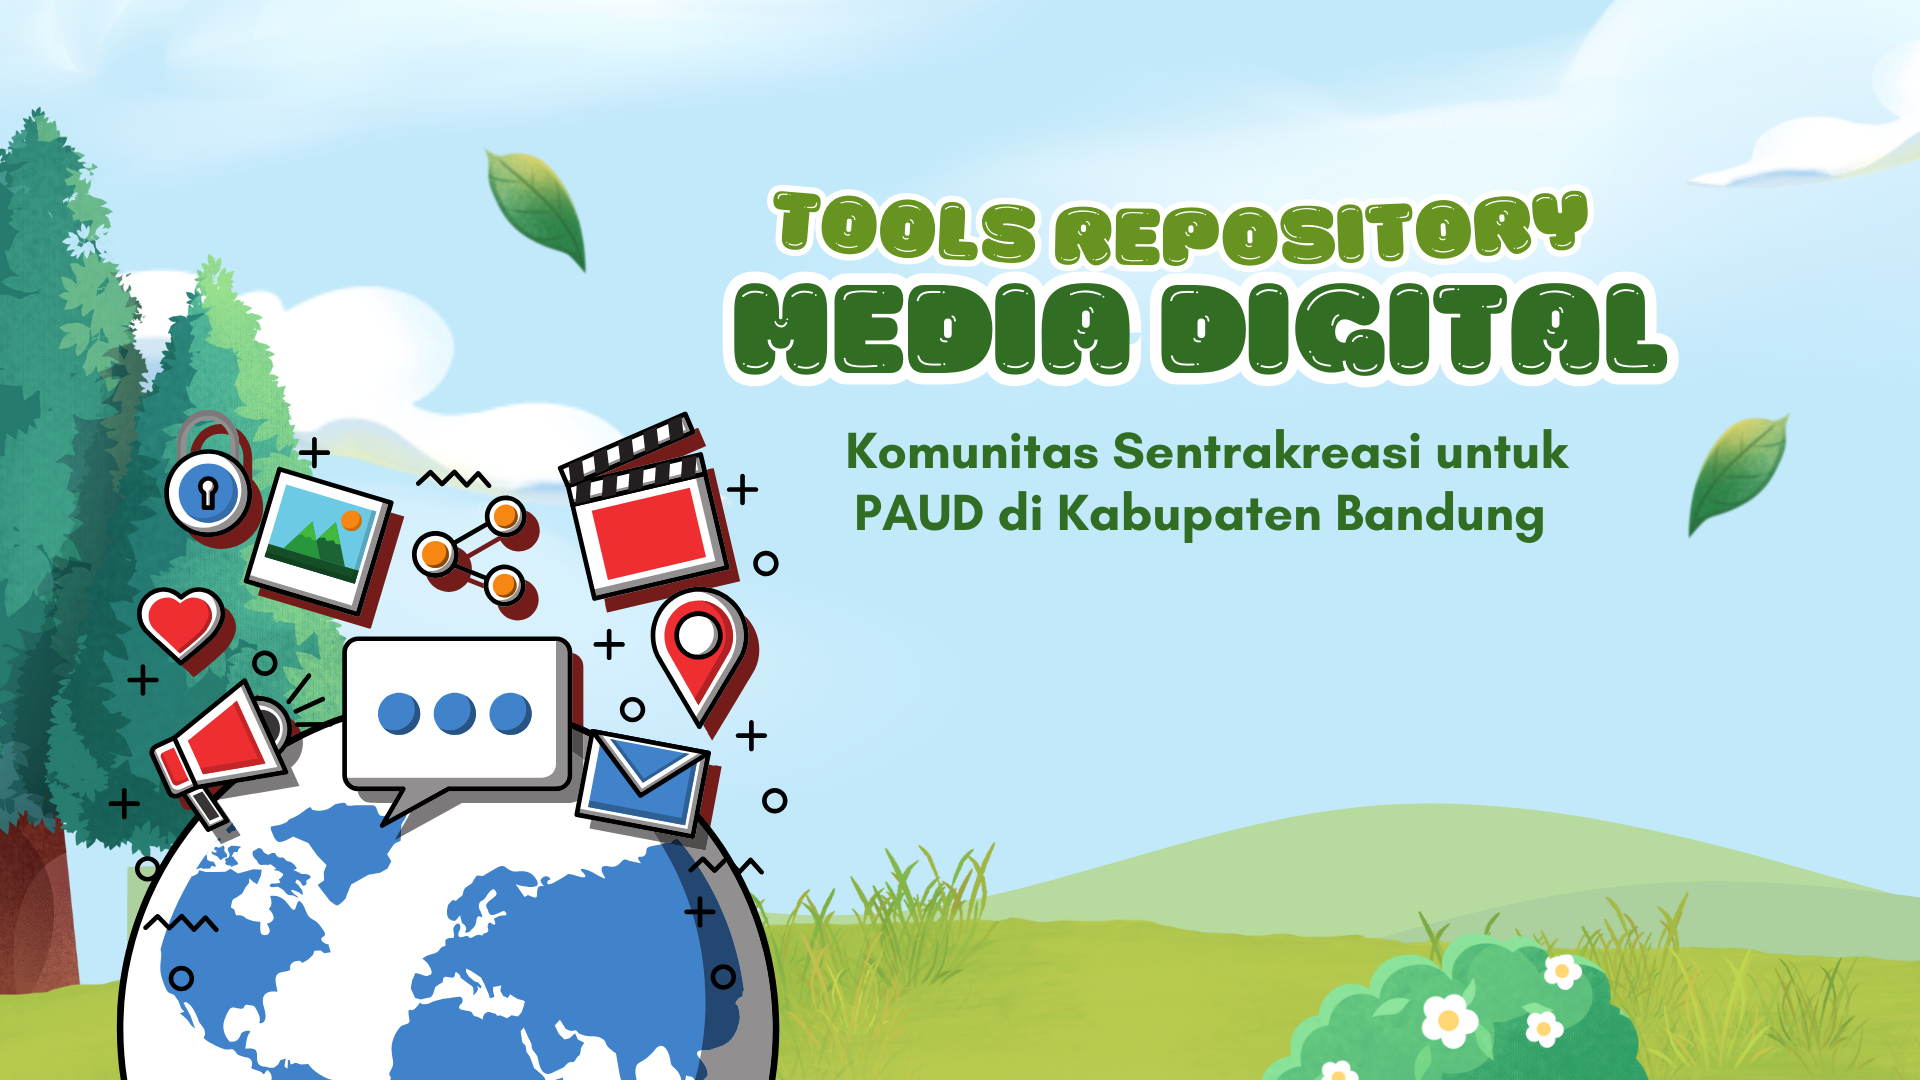 TOOLS REPOSITORY
MEDIA DIGITAL
Komunitas Sentrakreasi untuk
PAUD di Kabupaten Bandung